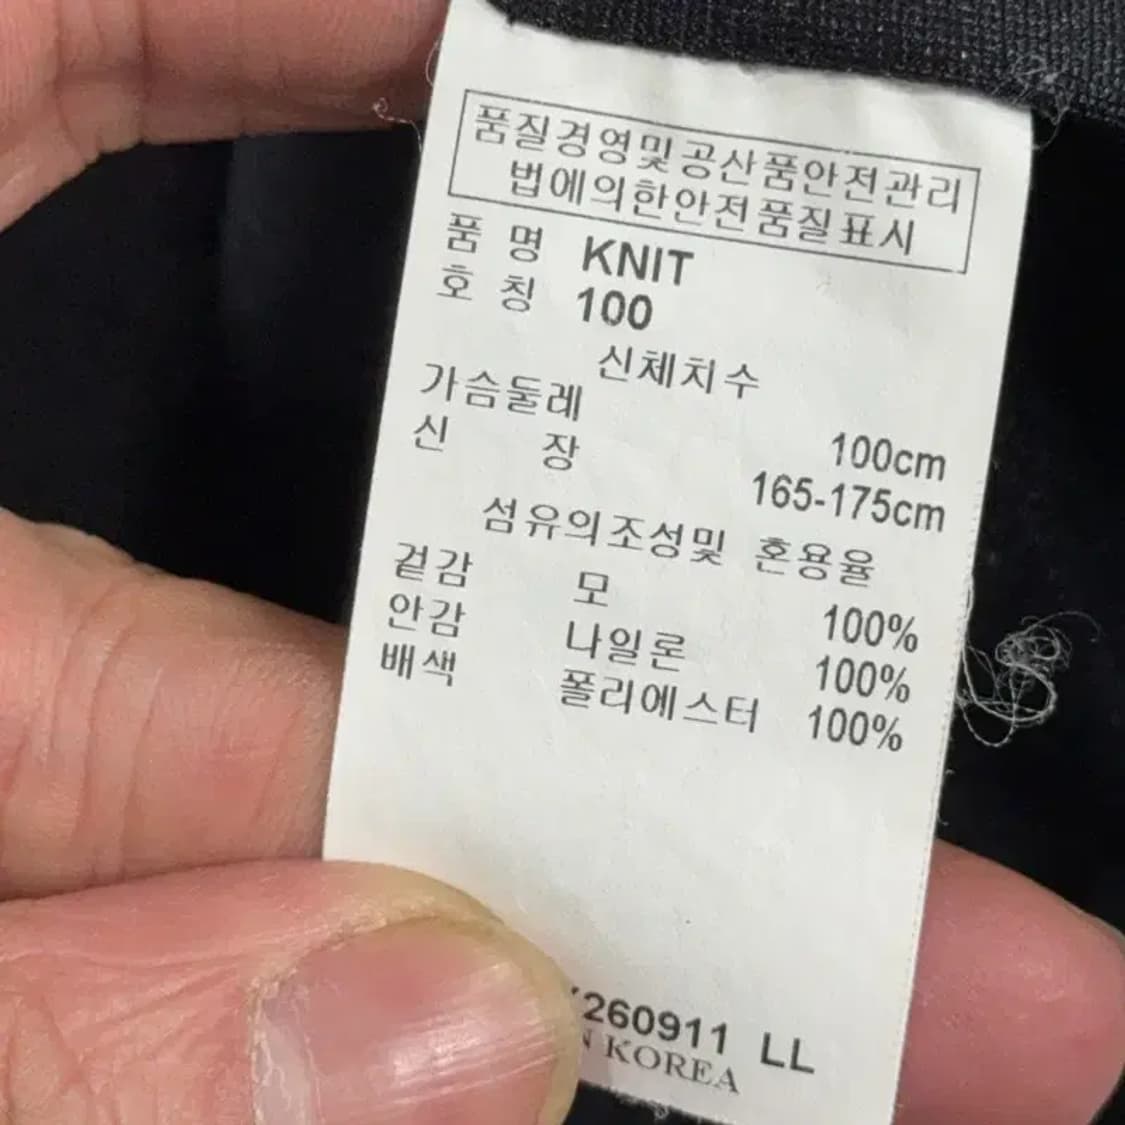 품질경영및공산품안전관리
법에의한안전품질표시
품 명 KNIT
호 칭 100
신체치수
가슴둘레 100cm
신 장 165-175cm
섬유의조성및 혼용율
겉감 모 100%
안감 나일론 100%
배색 폴리에스터 100%
260911 LL
KOREA